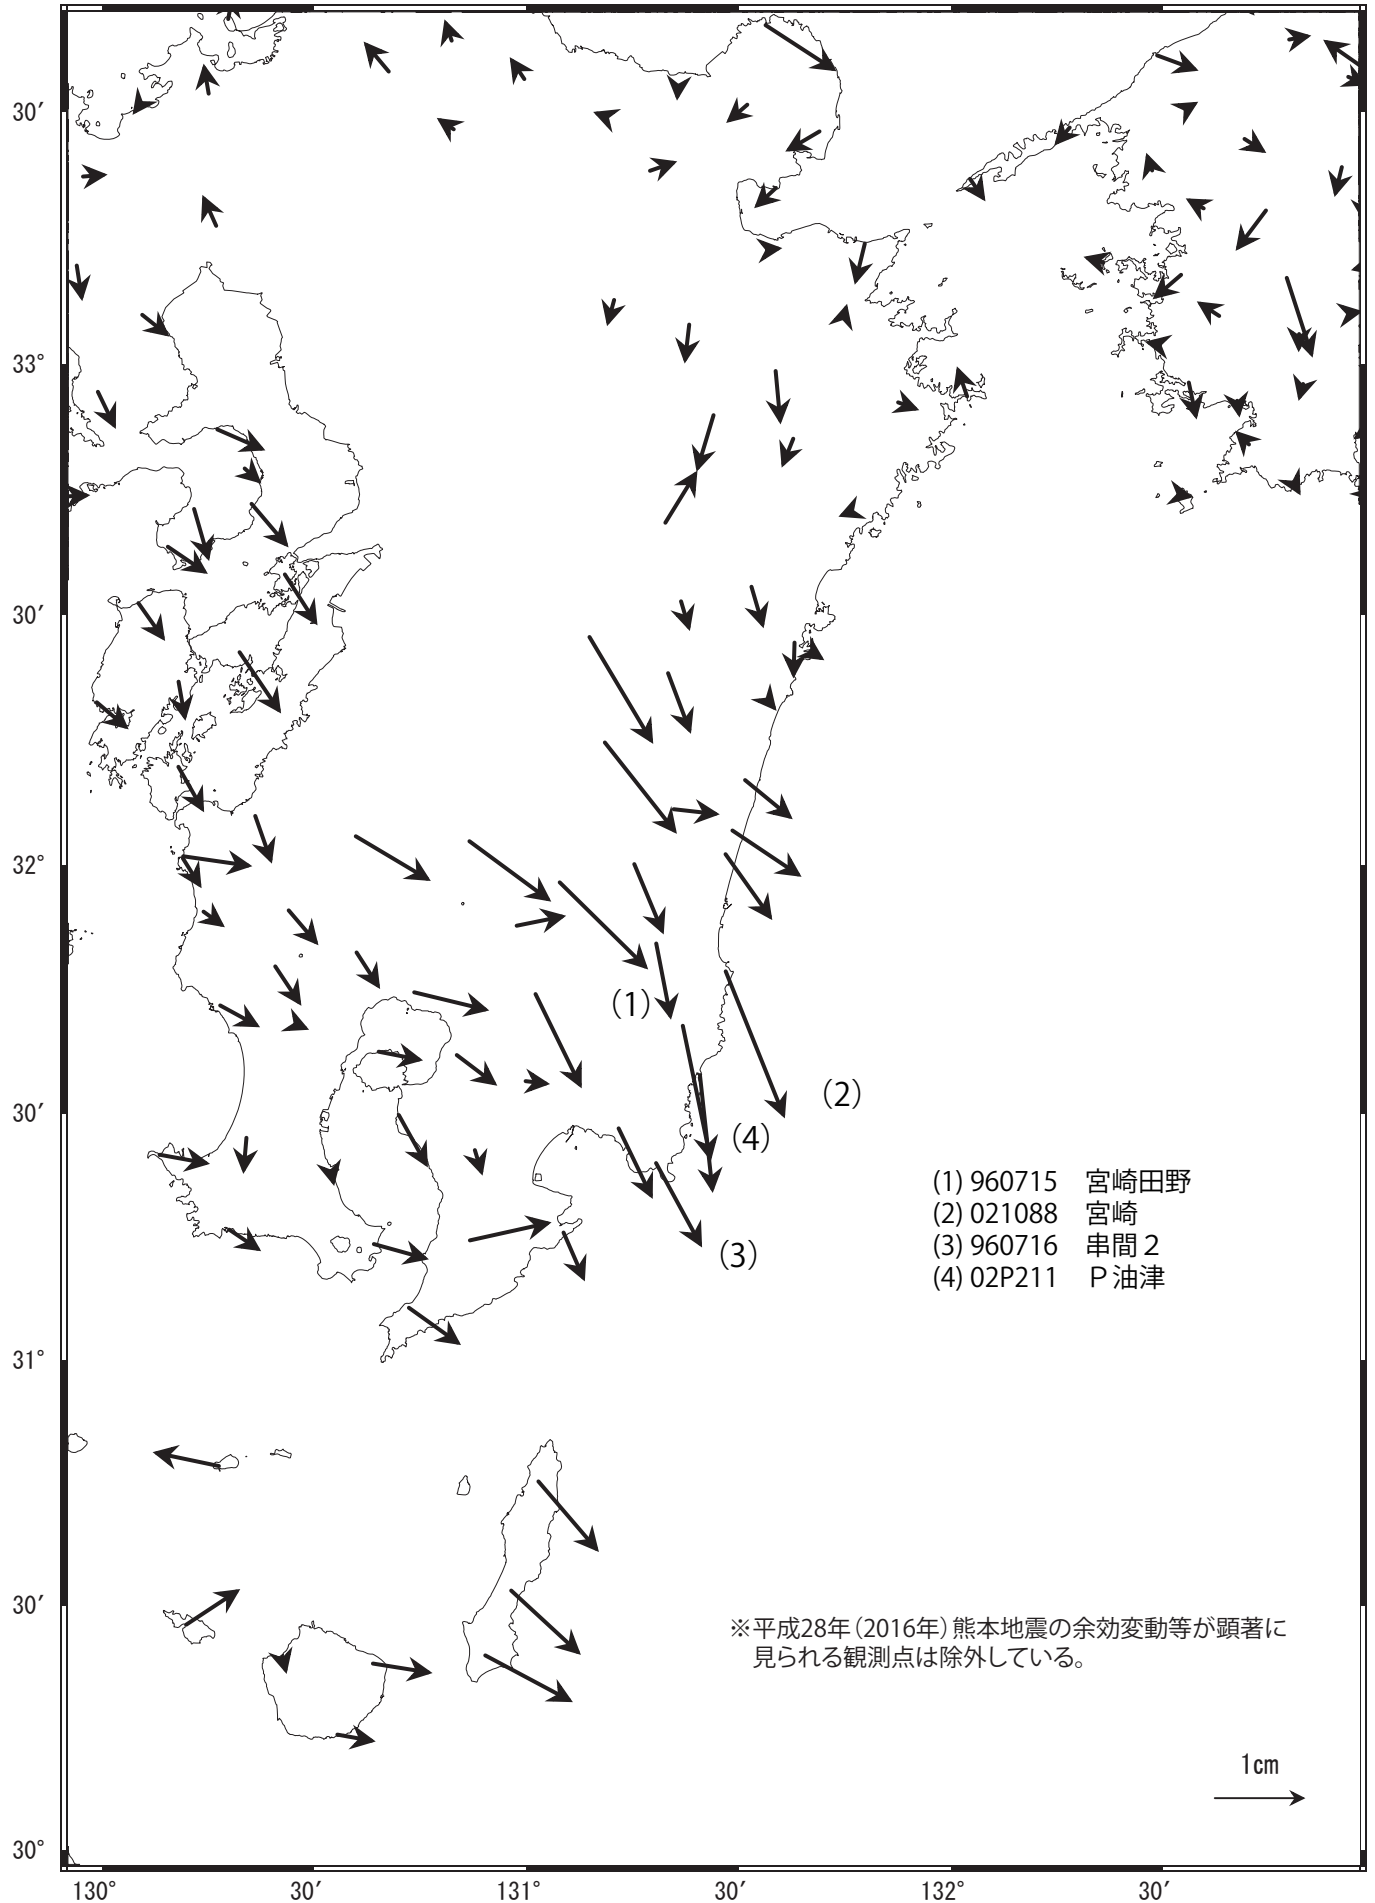 30′
33°
30′
32°
(1)
(2)
30′
(4)
(1) 960715 宮崎田野
(2) 021088 宮崎
(3) 960716 串間２
(4) 02P211 Ｐ油津
(3)
31°
30′
※平成28年(2016年)熊本地震の余効変動等が顕著に
見られる観測点は除外している。
1cm
30°
130° 30′ 131° 30′ 132° 30′